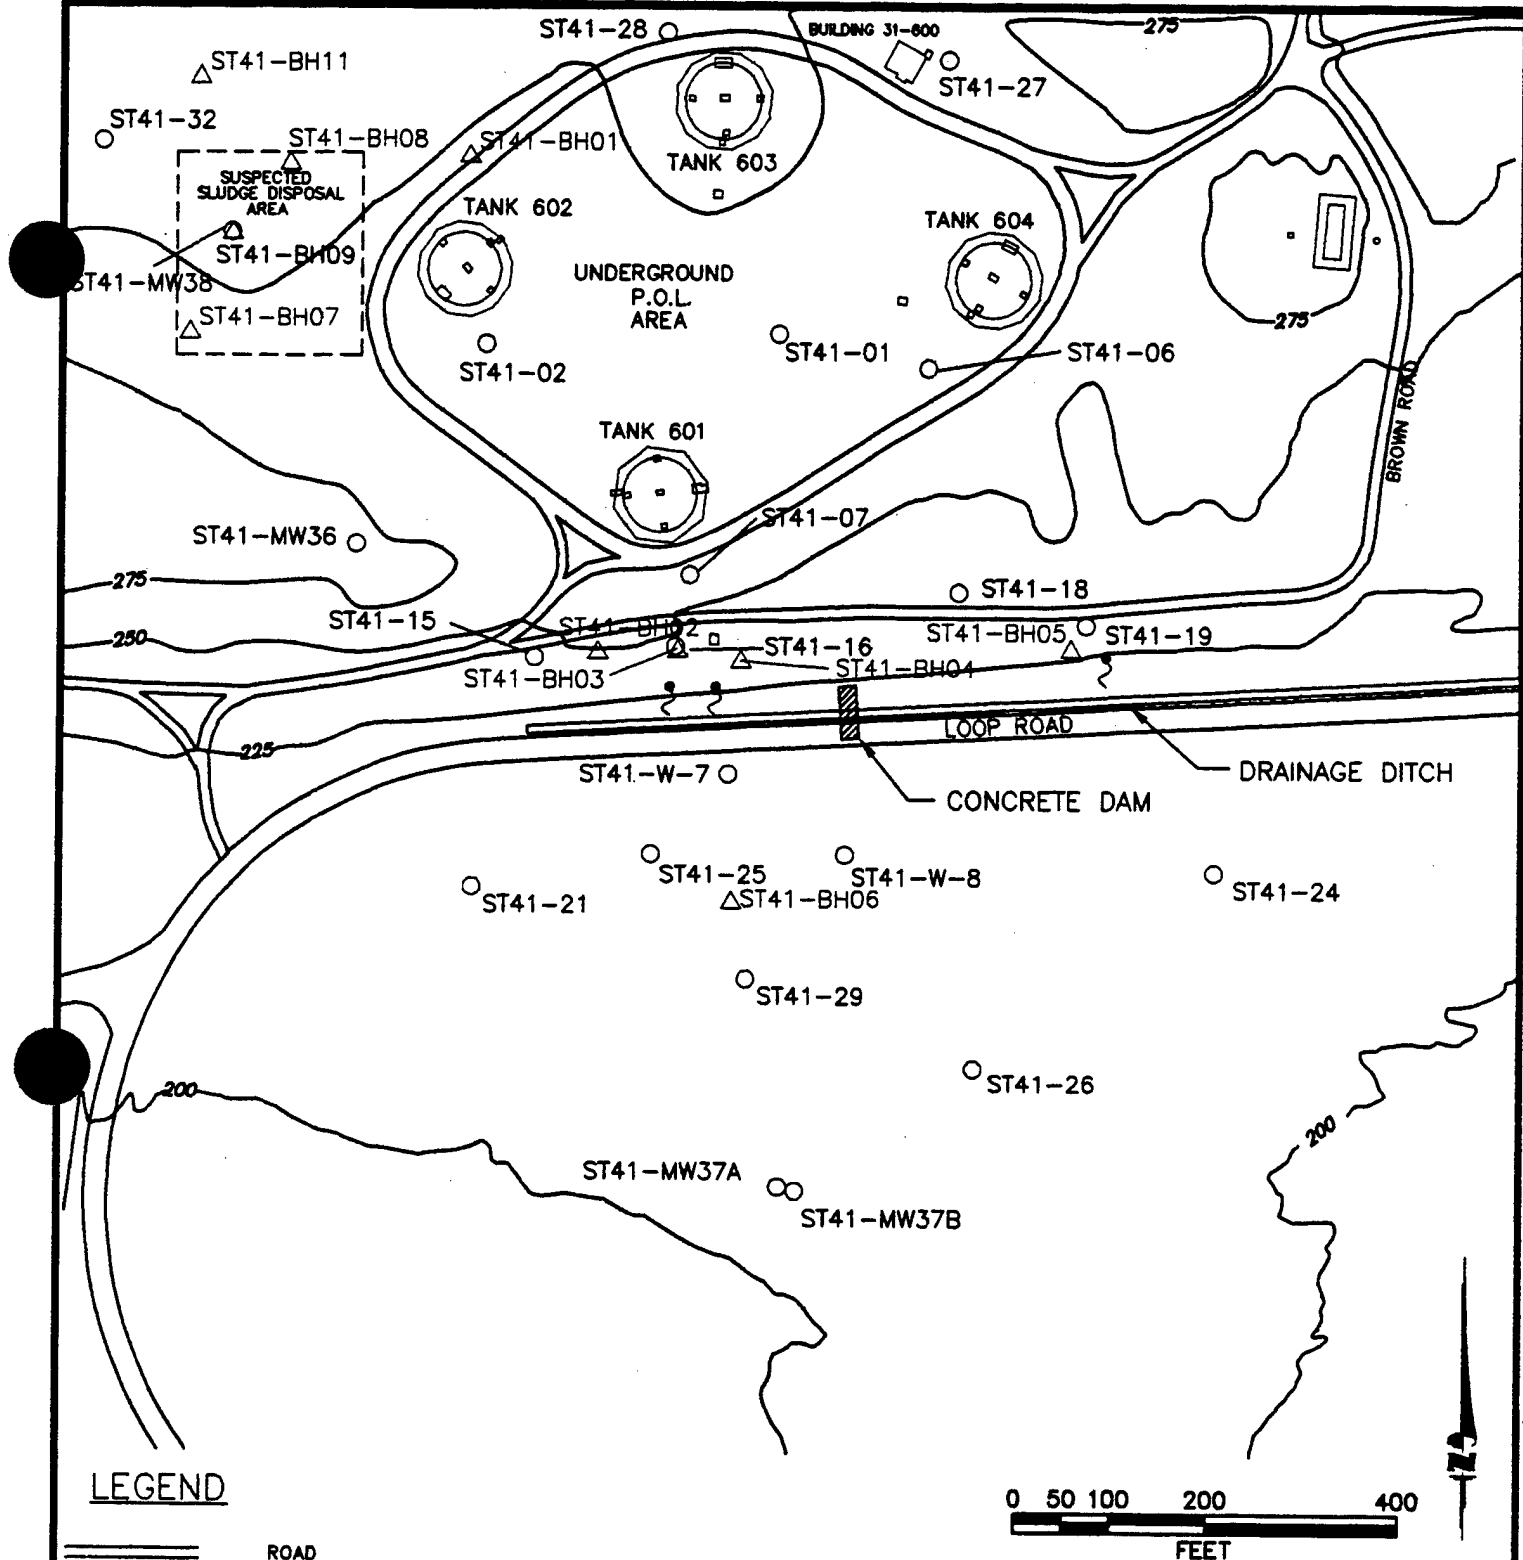 ST41-28
BUILDING 31-600
275
ST41-BH11
ST41-27
ST41-32
ST41-BH08
ST41-BH01
TANK 603
SUSPECTED
SLUDGE DISPOSAL
AREA
TANK 602
TANK 604
ST41-BH09
ST41-MW38
UNDERGROUND
P.O.L.
AREA
ST41-BH07
275
ST41-01
ST41-06
ST41-02
BROWN ROAD
TANK 601
ST41-07
ST41-MW36
275
ST41-18
ST41-15
250
ST41-BH02
ST41-BH05
ST41-19
ST41-16
ST41-BH03
ST41-BH04
225
LOOP ROAD
ST41-W-7
DRAINAGE DITCH
CONCRETE DAM
ST41-25
ST41-W-8
ST41-24
ST41-21
ST41-BH06
ST41-29
ST41-26
200
200
ST41-MW37A
ST41-MW37B
N
LEGEND
0 50 100 200 400
FEET
ROAD